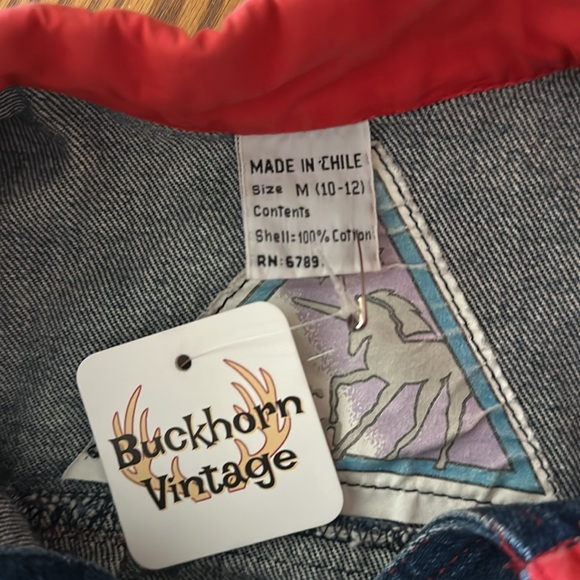 MADE IN CHILE
Size M (10-12)
Contents
Shell=100% Cotton
RN:6789.
Buckhorn
Vintage